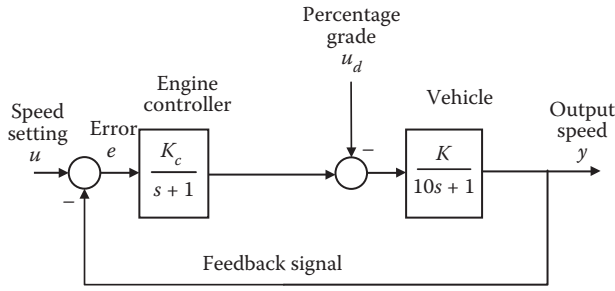 Percentage
grade
u_d
Engine
controller
Vehicle
Speed
setting
u
Error
e
K_c
s + 1
−
K
10s + 1
Output
speed
y
−
Feedback signal